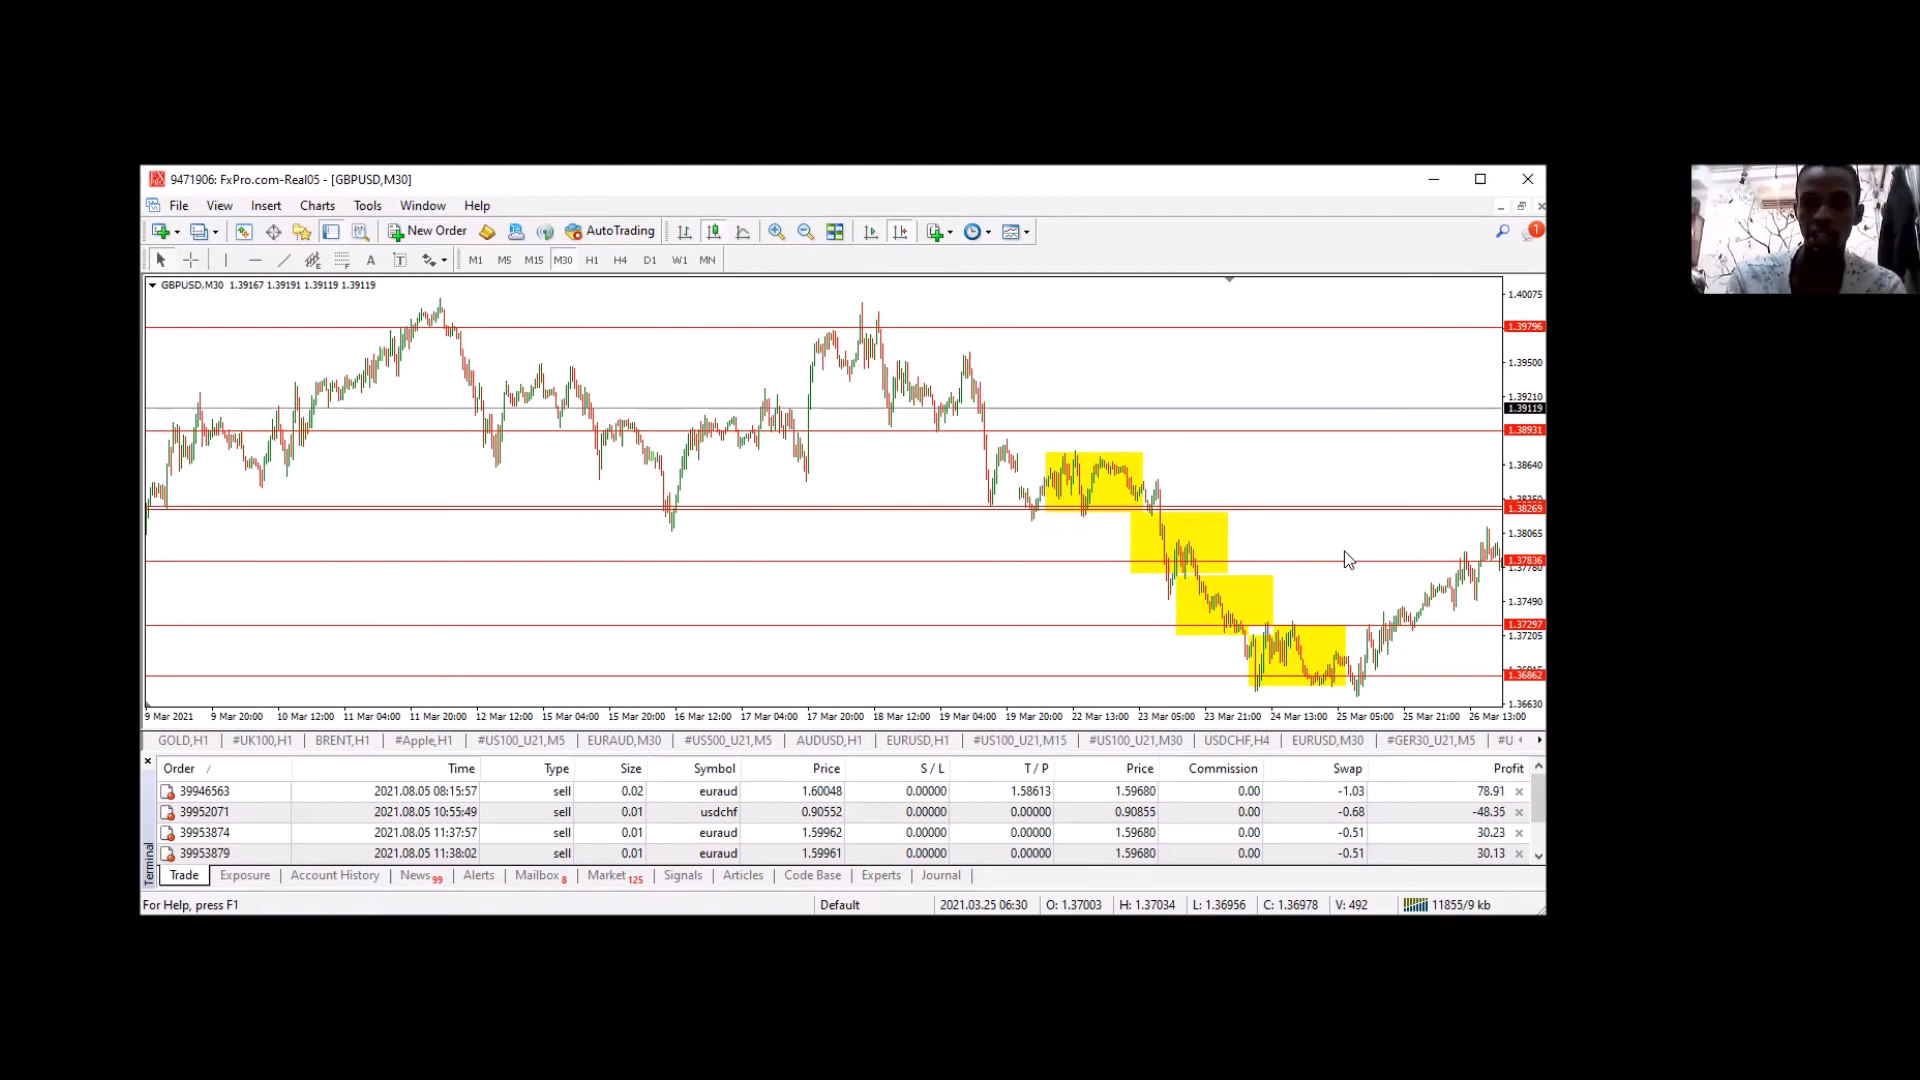 9471906: FxPro.com-Real05 - [GBPUSD,M30]
File View Insert Charts Tools Window Help
New Order AutoTrading 1
A T M1 M5 M15 M30 H1 H4 D1 W1 MN
GBPUSD,M30 1.39167 1.39191 1.39119 1.39119
1.40075
1.39796
1.39500
1.39210
1.39119
1.38931
1.38640
1.38269
1.38065
1.37836
1.37780
1.37490
1.37297
1.37205
1.36862
1.36630
9 Mar 2021 9 Mar 20:00 10 Mar 12:00 11 Mar 04:00 11 Mar 20:00 12 Mar 12:00 15 Mar 04:00 15 Mar 20:00 16 Mar 12:00 17 Mar 04:00 17 Mar 20:00 18 Mar 12:00 19 Mar 04:00 19 Mar 20:00 22 Mar 13:00 23 Mar 05:00 23 Mar 21:00 24 Mar 13:00 25 Mar 05:00 25 Mar 21:00 26 Mar 13:00
GOLD,H1 #UK100,H1 BRENT,H1 #Apple,H1 #US100_U21,M5 EURAUD,M30 #US500_U21,M5 AUDUSD,H1 EURUSD,H1 #US100_U21,M15 #US100_U21,M30 USDCHF,H4 EURUSD,M30 #GER30_U21,M5 #U
Order / Time Type Size Symbol Price S / L T / P Price Commission Swap Profit
39946563 2021.08.05 08:15:57 sell 0.02 euraud 1.60048 0.00000 1.58613 1.59680 0.00 -1.03 78.91
39952071 2021.08.05 10:55:49 sell 0.01 usdchf 0.90552 0.00000 0.00000 0.90855 0.00 -0.68 -48.35
39953874 2021.08.05 11:37:57 sell 0.01 euraud 1.59962 0.00000 0.00000 1.59680 0.00 -0.51 30.23
39953879 2021.08.05 11:38:02 sell 0.01 euraud 1.59961 0.00000 0.00000 1.59680 0.00 -0.51 30.13
Terminal
Trade Exposure Account History News 99 Alerts Mailbox 8 Market 125 Signals Articles Code Base Experts Journal
For Help, press F1 Default 2021.03.25 06:30 O: 1.37003 H: 1.37034 L: 1.36956 C: 1.36978 V: 492 11855/9 kb